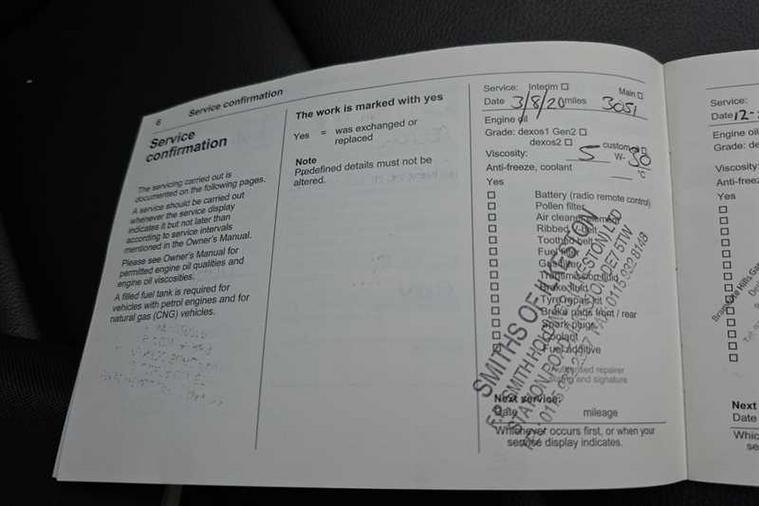 6 Service confirmation
Service
confirmation
The servicing carried out is
documented on the following pages.
A service should be carried out
whenever the service display
indicates it but not later than
according to service intervals
mentioned in the Owner's Manual.
Please see Owner's Manual for
permitted engine oil qualities and
engine oil viscosities.
A filled fuel tank is required for
vehicles with petrol engines and for
natural gas (CNG) vehicles.
The work is marked with yes
Yes = was exchanged or
replaced
Note
Predefined details must not be
altered.
Service: Interim □ Main □
Date 3/8/20 miles 3051
Engine oil
Grade: dexos1 Gen2 □
dexos2 □ custom □
Viscosity: 5 W- 30
Anti-freeze, coolant °C
Yes
□ Battery (radio remote control)
□ Pollen filter
□ Air cleaner
□ Ribbed V-belt
□ Toothed belt
□ Fuel filter
□ Gas filter
□ Transmission fluid
□ Brake fluid
□ Tyre repair kit
□ Brake pads front / rear
□ Spark plugs
□ Coolant
□ Fuel additive
Authorised repairer
and signature
SMITHS OF ILKESTON
STATION ROAD
Next service:
Date mileage
Whichever occurs first, or when your
service display indicates.
Service:
Date 12-
Engine oil
Grade: de
Viscosity:
Anti-freez
Yes
Next
Date
Whic
se